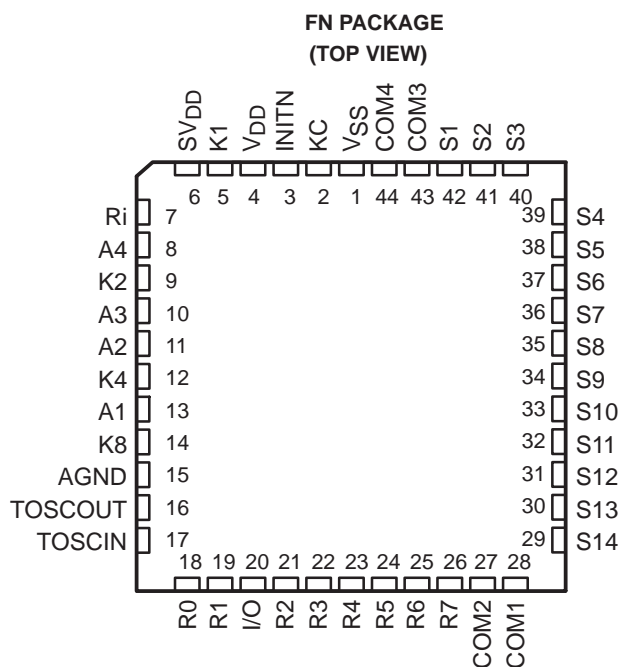 FN PACKAGE
(TOP VIEW)
SVDD
K1
VDD
INITN
KC
VSS
COM4
COM3
S1
S2
S3
6 5 4 3 2 1 44 43 42 41 40
Ri 7 39 S4
A4 8 38 S5
K2 9 37 S6
A3 10 36 S7
A2 11 35 S8
K4 12 34 S9
A1 13 33 S10
K8 14 32 S11
AGND 15 31 S12
TOSCOUT 16 30 S13
TOSCIN 17 29 S14
18 19 20 21 22 23 24 25 26 27 28
R0
R1
I/O
R2
R3
R4
R5
R6
R7
COM2
COM1